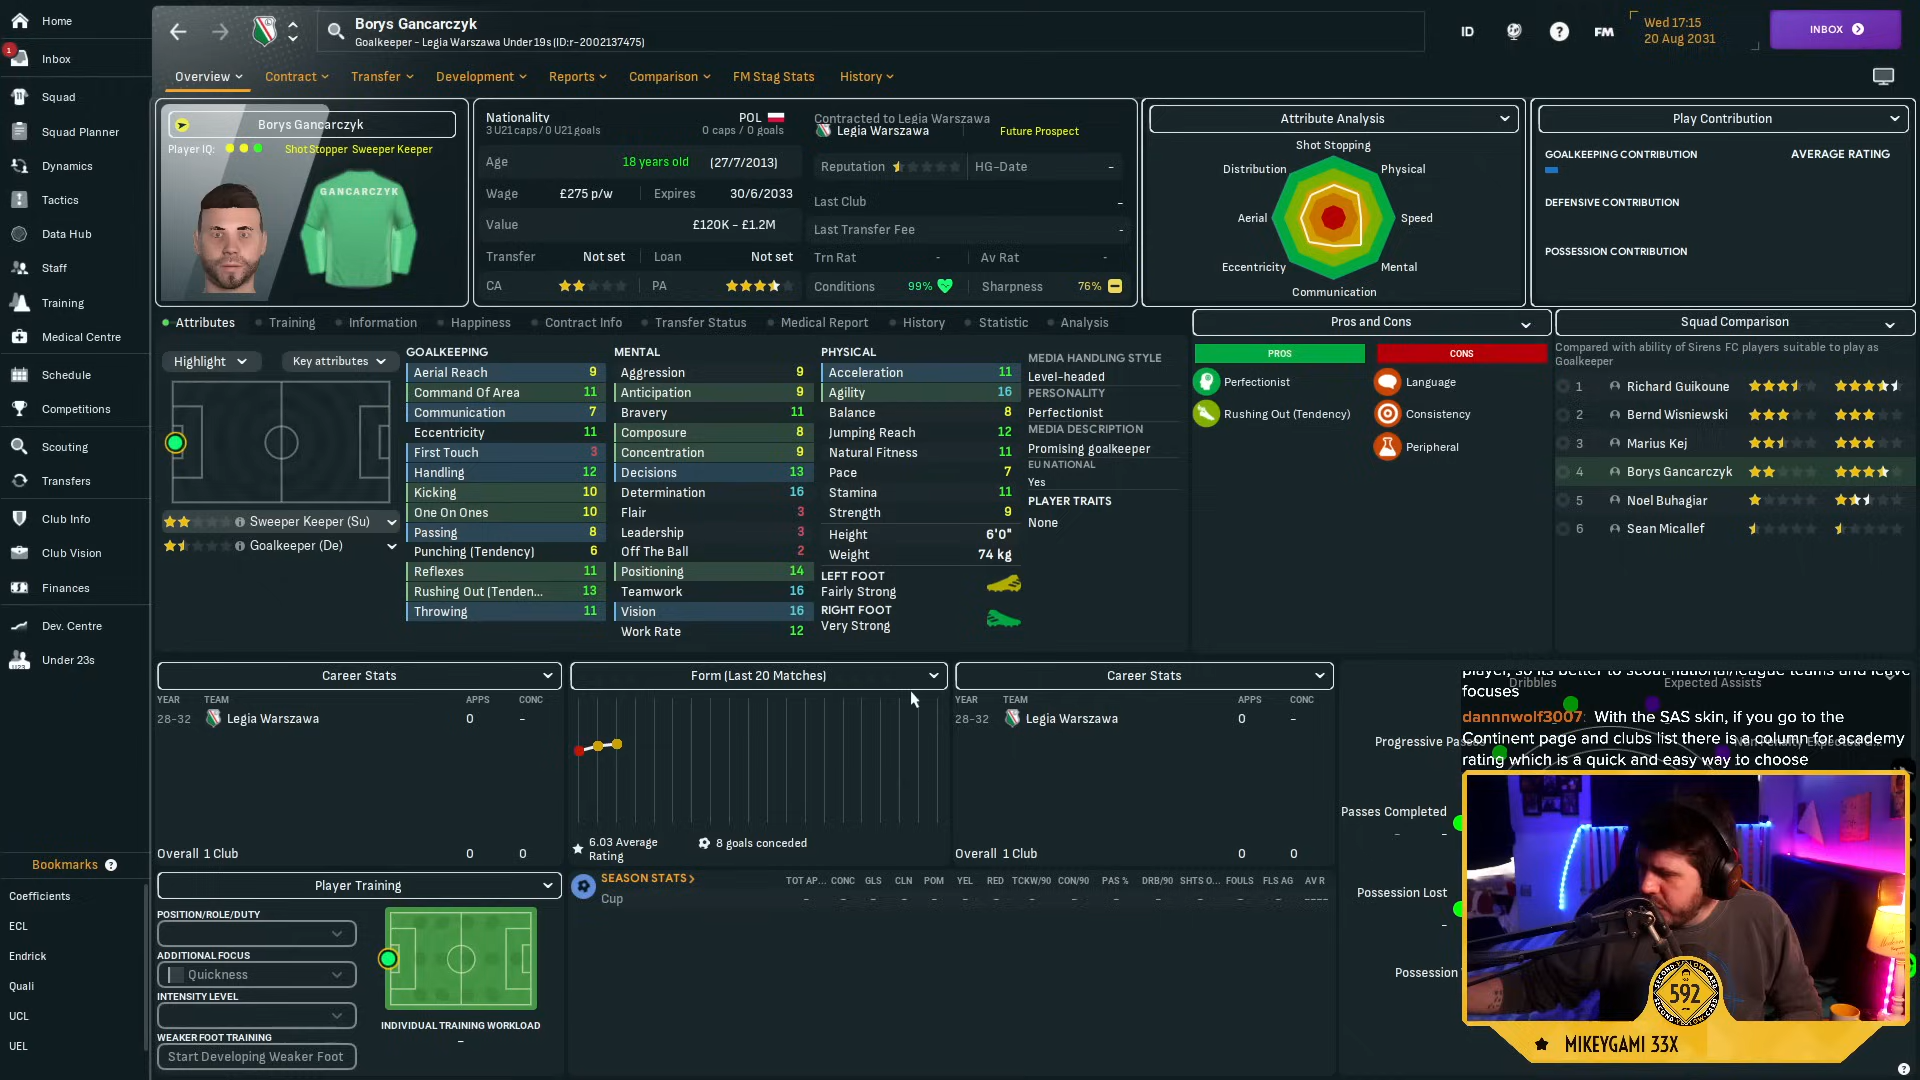 Home
1
Inbox
Squad
Squad Planner
Dynamics
Tactics
Data Hub
Staff
Training
Medical Centre
Schedule
Competitions
Scouting
Transfers
Club Info
Club Vision
Finances
Dev. Centre
Under 23s
Bookmarks ?
Coefficients
ECL
Endrick
Quali
UCL
UEL
Borys Gancarczyk
Goalkeeper - Legia Warszawa Under19s (ID:r-2002137475)
ID
?
FM
Wed 17:15
20 Aug 2031
INBOX
Overview
Contract
Transfer
Development
Reports
Comparison
FM Stag Stats
History
Borys Gancarczyk
Player IQ:
Shot Stopper Sweeper Keeper
GANCARCZYK
Nationality POL
3 U21 caps / 0 U21 goals 0 caps / 0 goals
Age 18 years old (27/7/2013)
Wage £275 p/w Expires 30/6/2033
Value £120K - £1.2M
Transfer Not set Loan Not set
CA PA
Contracted to Legia Warszawa
Legia Warszawa Future Prospect
Reputation HG-Date -
Last Club -
Last Transfer Fee -
Trn Rat - Av Rat -
Conditions 99% Sharpness 76%
Attribute Analysis
Shot Stopping
Distribution Physical
Aerial Speed
Eccentricity Mental
Communication
Play Contribution
GOALKEEPING CONTRIBUTION AVERAGE RATING
DEFENSIVE CONTRIBUTION
POSSESSION CONTRIBUTION
Attributes Training Information Happiness Contract Info Transfer Status Medical Report History Statistic Analysis
Highlight Key attributes
Sweeper Keeper (Su)
Goalkeeper (De)
GOALKEEPING
Aerial Reach 9
Command Of Area 11
Communication 7
Eccentricity 11
First Touch 3
Handling 12
Kicking 10
One On Ones 10
Passing 8
Punching (Tendency) 6
Reflexes 11
Rushing Out (Tenden... 13
Throwing 11
MENTAL
Aggression 9
Anticipation 9
Bravery 11
Composure 8
Concentration 9
Decisions 13
Determination 16
Flair 3
Leadership 3
Off The Ball 2
Positioning 14
Teamwork 16
Vision 16
Work Rate 12
PHYSICAL
Acceleration 11
Agility 16
Balance 8
Jumping Reach 12
Natural Fitness 11
Pace 7
Stamina 11
Strength 9
Height 6'0"
Weight 74 kg
LEFT FOOT
Fairly Strong
RIGHT FOOT
Very Strong
MEDIA HANDLING STYLE
Level-headed
PERSONALITY
Perfectionist
MEDIA DESCRIPTION
Promising goalkeeper
EU NATIONAL
Yes
PLAYER TRAITS
None
Pros and Cons
PROS CONS
Perfectionist Language
Rushing Out (Tendency) Consistency
Peripheral
Squad Comparison
Compared with ability of Sirens FC players suitable to play as
Goalkeeper
1 Richard Guikoune
2 Bernd Wisniewski
3 Marius Kej
4 Borys Gancarczyk
5 Noel Buhagiar
6 Sean Micallef
Career Stats
YEAR TEAM APPS CONC
28-32 Legia Warszawa 0 -
Overall 1 Club 0 0
Form (Last 20 Matches)
6.03 Average
Rating
8 goals conceded
Career Stats
YEAR TEAM APPS CONC
28-32 Legia Warszawa 0 -
Overall 1 Club 0 0
Player Training
POSITION/ROLE/DUTY
ADDITIONAL FOCUS
Quickness
INTENSITY LEVEL
WEAKER FOOT TRAINING
Start Developing Weaker Foot
INDIVIDUAL TRAINING WORKLOAD
-
SEASON STATS > TOT AP... CONC GLS CLN POM YEL RED TCKW/90 CON/90 PAS % DRB/90 SHTS O... FOULS FLS AG AV R
Cup - - - - - - - - - - - - - - ----
Dribbles Expected Assists
Progressive Pa
Passes Completed
- -
Possession Lost
-
Possession
player, so its better to scout national/league teams and leave
focuses
dannnwolf3007: With the SAS skin, if you go to the
Continent page and clubs list there is a column for academy
rating which is a quick and easy way to choose
SECOND YELLOW CARD
592
MIKEYGAMI 33X
?